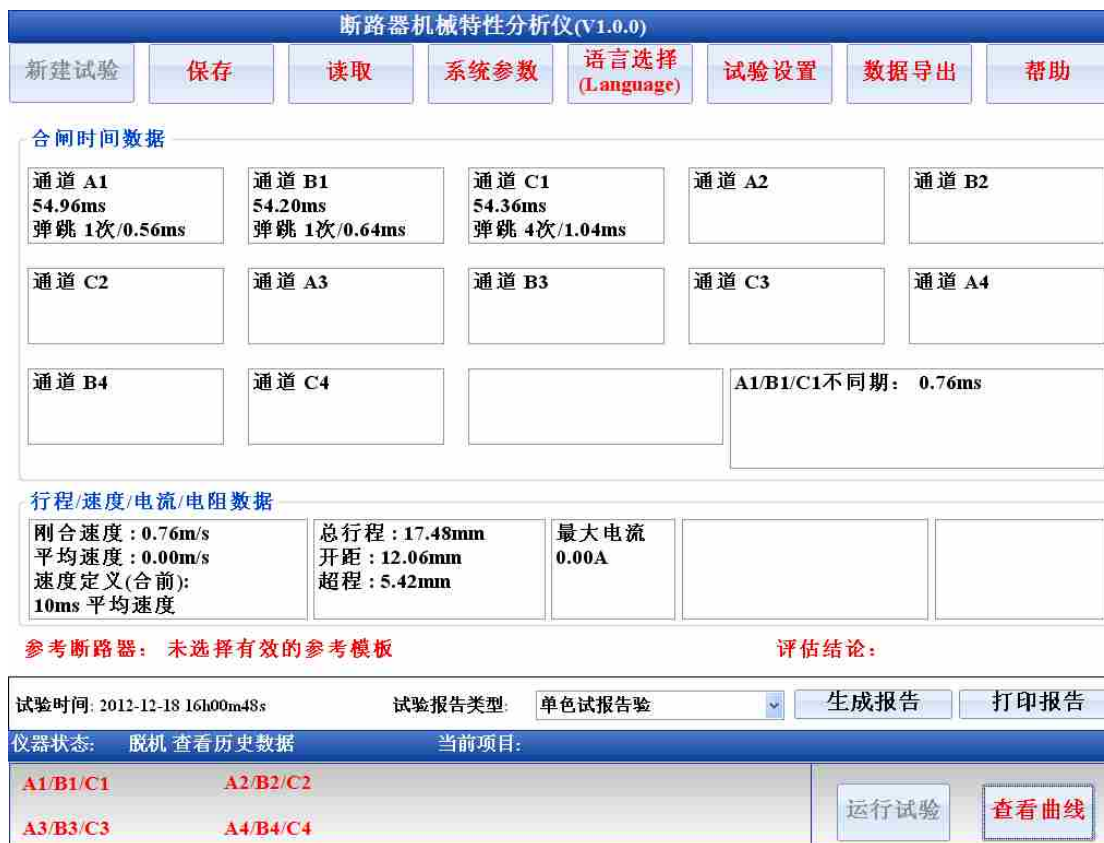 断路器机械特性分析仪(V1.0.0)
新建试验 保存 读取 系统参数 语言选择 试验设置 数据导出 帮助
(Language)
合闸时间数据
通道 A1 通道 B1 通道 C1 通道 A2 通道 B2
54.96ms 54.20ms 54.36ms
弹跳 1次/0.56ms 弹跳 1次/0.64ms 弹跳 4次/1.04ms
通道 C2 通道 A3 通道 B3 通道 C3 通道 A4
通道 B4 通道 C4 A1/B1/C1不同期： 0.76ms
行程/速度/电流/电阻数据
刚合速度 : 0.76m/s 总行程 : 17.48mm 最大电流
平均速度 : 0.00m/s 开距 : 12.06mm 0.00A
速度定义(合前): 超程 : 5.42mm
10ms 平均速度
参考断路器： 未选择有效的参考模板 评估结论：
试验时间: 2012-12-18 16h00m48s 试验报告类型: 单色试报告验 生成报告 打印报告
仪器状态: 脱机 查看历史数据 当前项目:
A1/B1/C1 A2/B2/C2
运行试验 查看曲线
A3/B3/C3 A4/B4/C4